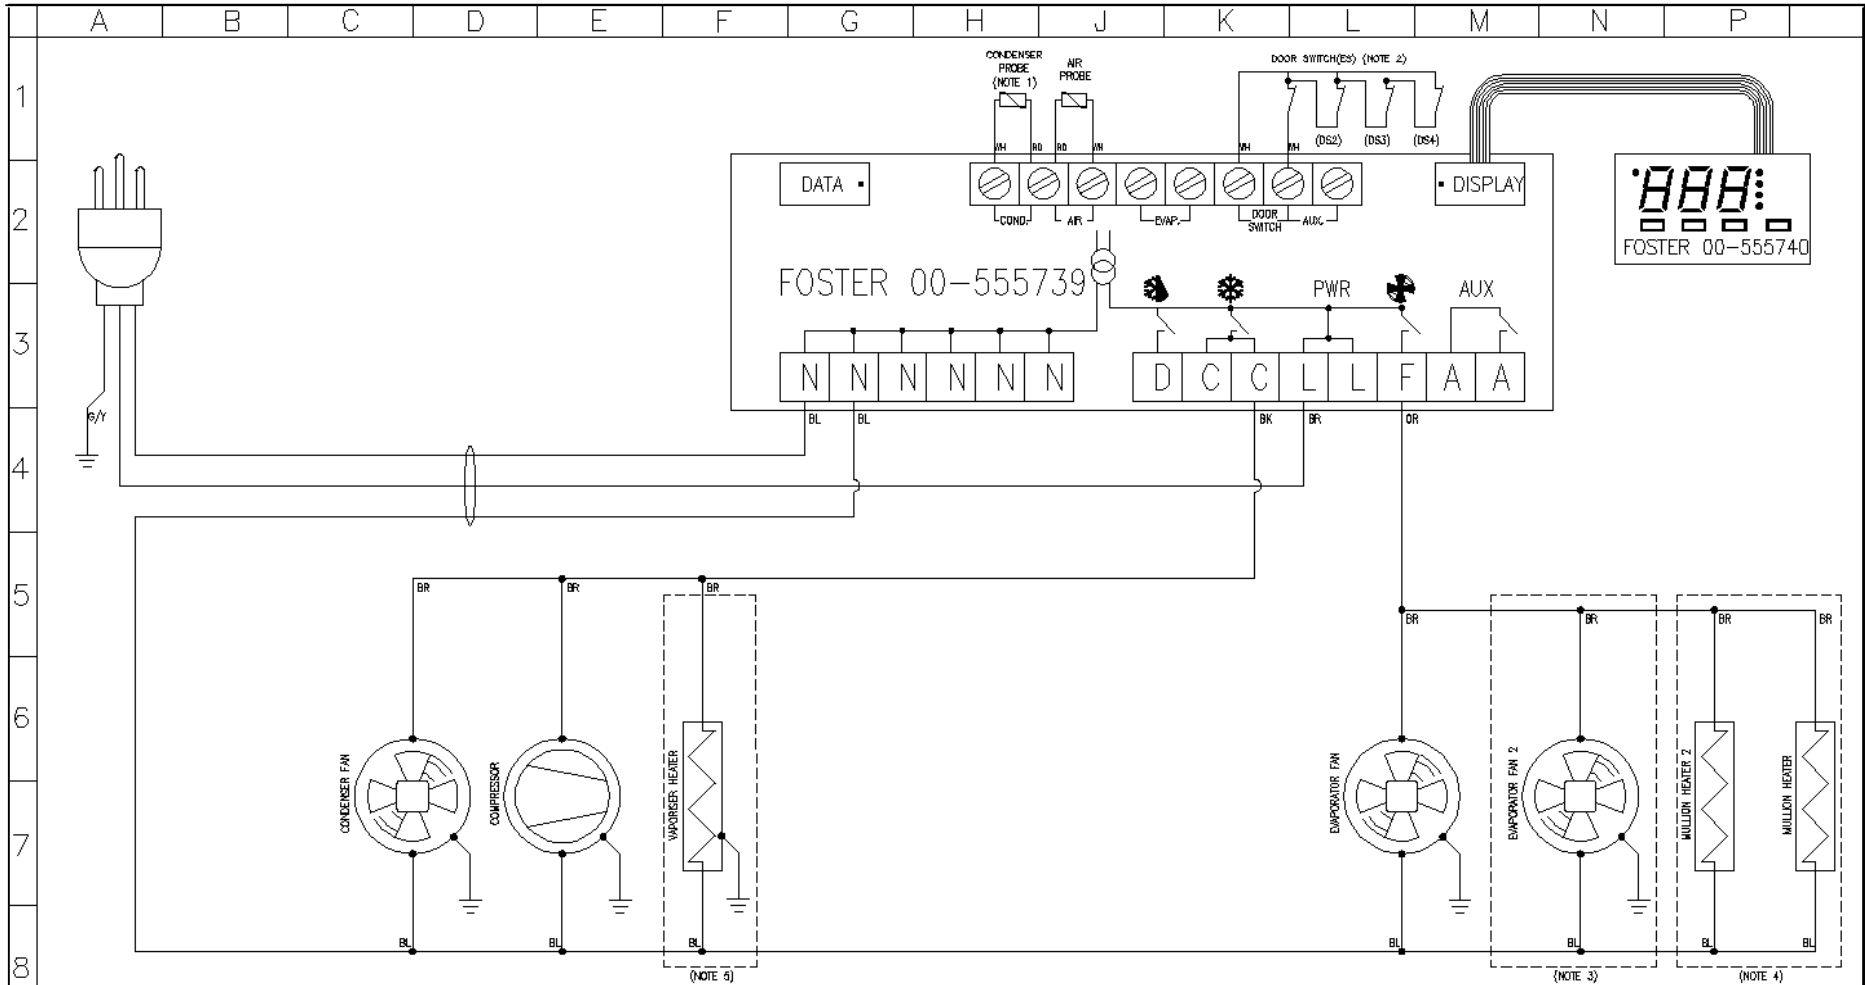 A B C D E F G H J K L M N P
CONDENSER
PROBE
(NOTE 1)
AIR
PROBE
DOOR SWITCH(ES) (NOTE 2)
1
(DS2) (DS3) (DS4)
WH RD RD WH WH WH
DATA
DISPLAY
2
COND. AIR EVAP. DOOR
SWITCH AUX.
FOSTER 00-555740
FOSTER 00-555739
PWR AUX
3
N N N N N N D C C L L F A A
G/Y
BL BL BK BR OR
4
5
BR BR BR BR BR BR BR
6
CONDENSER FAN
COMPRESSOR
VAPORISER HEATER
EVAPORATOR FAN
EVAPORATOR FAN 2
MULLION HEATER 2
MULLION HEATER
7
BL BL BL BL BL BL BL
8
(NOTE 5) (NOTE 3) (NOTE 4)